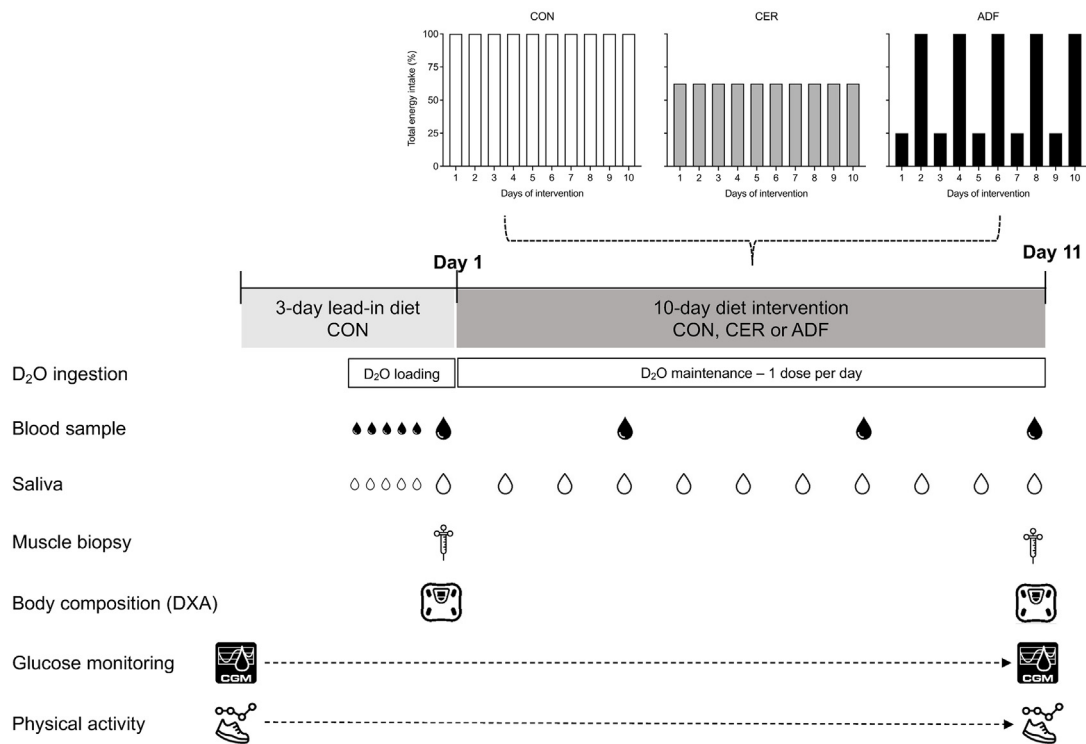 CON
CER
ADF
Total energy intake (%)
100
75
50
25
0
1 2 3 4 5 6 7 8 9 10
1 2 3 4 5 6 7 8 9 10
1 2 3 4 5 6 7 8 9 10
Days of intervention
Days of intervention
Days of intervention
Day 1
Day 11
3-day lead-in diet
CON
10-day diet intervention
CON, CER or ADF
D₂O ingestion
D₂O loading
D₂O maintenance – 1 dose per day
Blood sample
Saliva
Muscle biopsy
Body composition (DXA)
Glucose monitoring
CGM
CGM
Physical activity